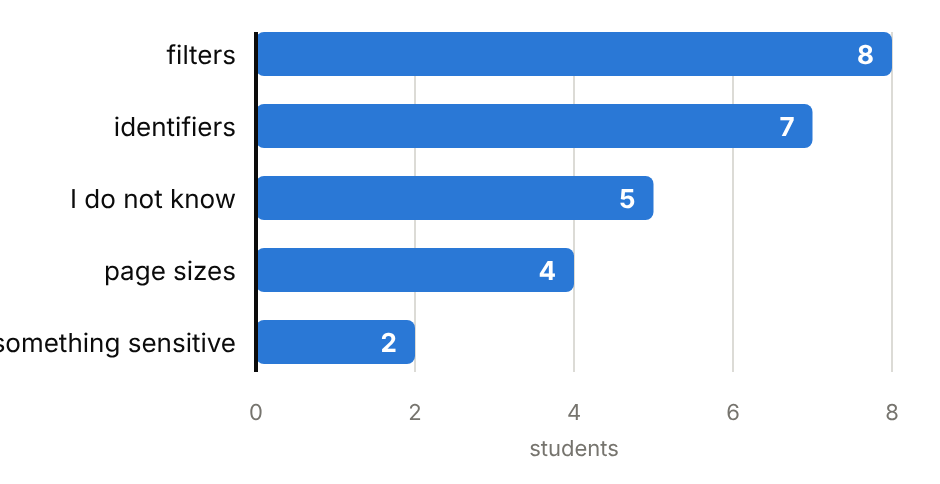 filters
8
identifiers
7
I do not know
5
page sizes
4
something sensitive
2
0 2 4 6 8
students